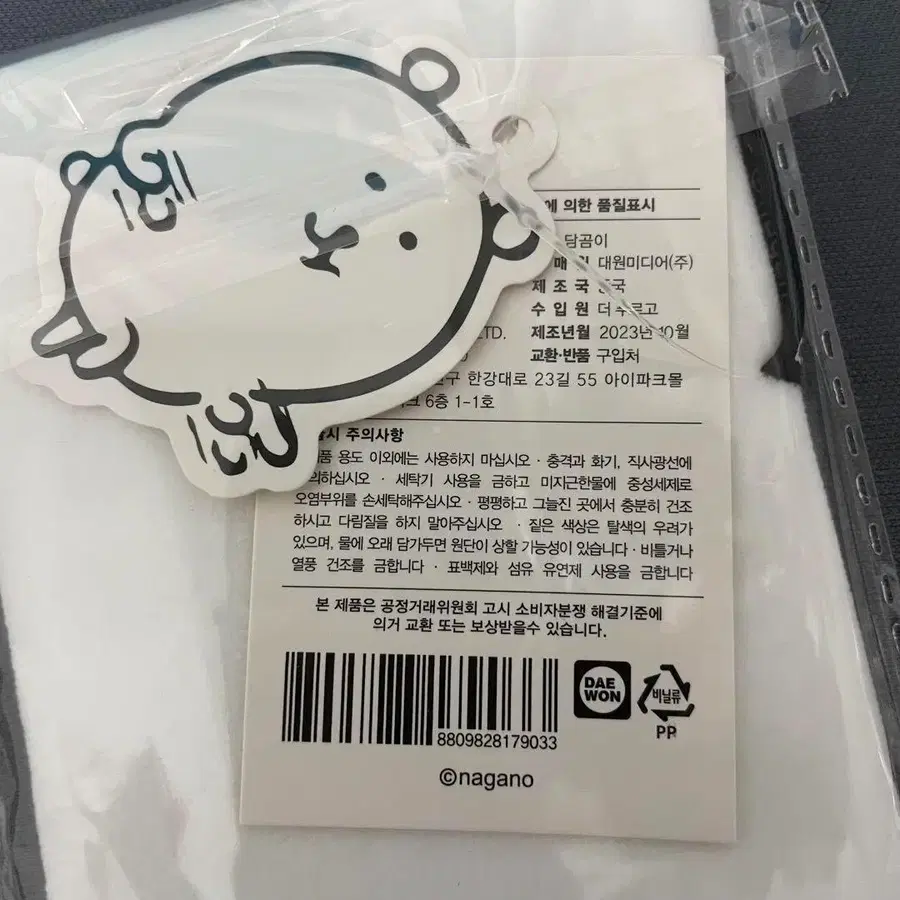 에 의한 품질표시
담곰이
대원미디어(주)
제 조 국 중국
수 입 원
LTD. 제조년월 2023년 10월
교환·반품 구입처
한강대로 23길 55 아이파크몰
6층 1-1호
주의사항
용도 이외에는 사용하지 마십시오 · 충격과 화기, 직사광선에
세탁기 사용을 금하고 미지근한물에 중성세제로
오염부위를 손세탁해주십시오 · 평평하고 그늘진 곳에서 충분히 건조
하시고 다림질을 하지 말아주십시오 · 짙은 색상은 탈색의 우려가
있으며, 물에 오래 담가두면 원단이 상할 가능성이 있습니다 · 비틀거나
열풍 건조를 금합니다 · 표백제와 섬유 유연제 사용을 금합니다
본 제품은 공정거래위원회 고시 소비자분쟁 해결기준에
의거 교환 또는 보상받을수 있습니다.
DAE
WON
비닐류
PP
8809828179033
©nagano